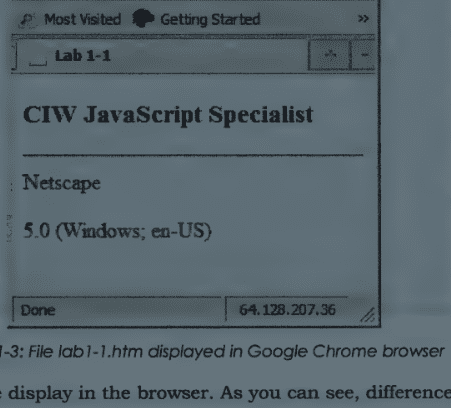 Most Visited Getting Started »
Lab 1-1
CIW JavaScript Specialist
Netscape
5.0 (Windows; en-US)
Done 64.128.207.36
1-3: File lab1-1.htm displayed in Google Chrome browser
display in the browser. As you can see, difference